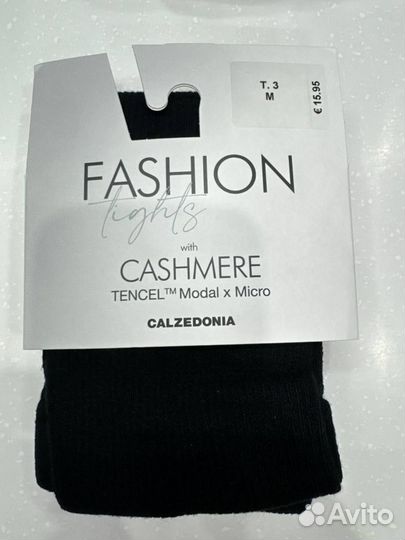 T. 3
M
€ 15.95
FASHION
tights
with
CASHMERE
TENCEL™ Modal x Micro
CALZEDONIA
Avito